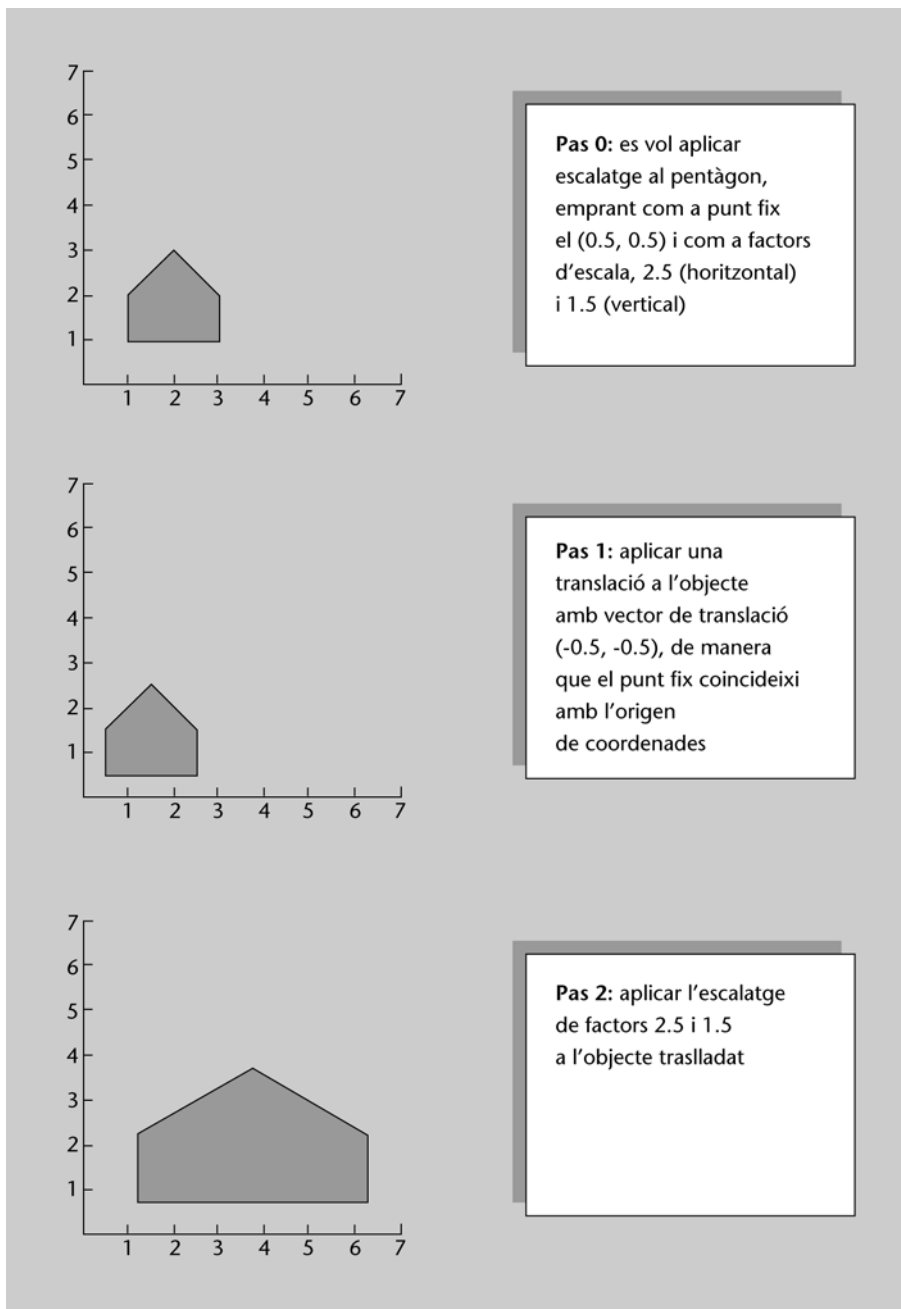 7
6
5
4
3
2
1
1 2 3 4 5 6 7
Pas 0: es vol aplicar
escalatge al pentàgon,
emprant com a punt fix
el (0.5, 0.5) i com a factors
d'escala, 2.5 (horitzontal)
i 1.5 (vertical)
7
6
5
4
3
2
1
1 2 3 4 5 6 7
Pas 1: aplicar una
translació a l'objecte
amb vector de translació
(-0.5, -0.5), de manera
que el punt fix coincideixi
amb l'origen
de coordenades
7
6
5
4
3
2
1
1 2 3 4 5 6 7
Pas 2: aplicar l'escalatge
de factors 2.5 i 1.5
a l'objecte traslladat